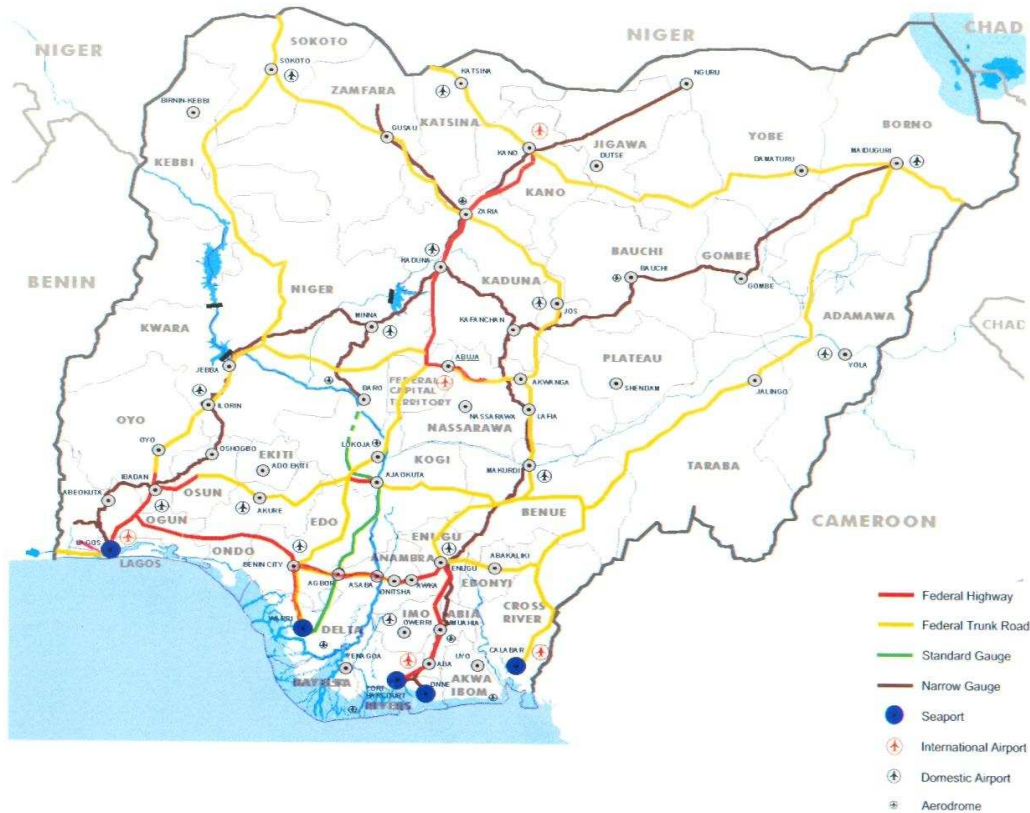 NIGER
NIGER
CHAD
SOKOTO
SOKOTO
KATSINA
NGURU
ZAMFARA
BIRNIN-KEBBI
KATSINA
GUSAU
KANO
JIGAWA
DUTSE
YOBE
DAMATURU
BORNO
MAIDUGURI
KEBBI
KANO
ZARIA
BENIN
NIGER
KADUNA
KADUNA
BAUCHI
BAUCHI
GOMBE
GOMBE
KWARA
MINNA
KAFANCHAN
JOS
ADAMAWA
CHAD
JEBBA
ABUJA
PLATEAU
YOLA
BARO
FEDERAL
CAPITAL
TERRITORY
AKWANGA
SHENDAM
JALINGO
ILORIN
NASSARAWA
NASSARAWA
LAFIA
OYO
OYO
OSHOGBO
EKITI
ADO EKITI
LOKOJA
KOGI
MAKURDI
TARABA
IBADAN
AJAOKUTA
ABEOKUTA
OSUN
AKURE
BENUE
OGUN
EDO
CAMEROON
LAGOS
LAGOS
ONDO
ENUGU
ANAMBRA
ENUGU
ABAKALIKI
EBONYI
BENIN CITY
AGBOR
ASABA
ONITSHA
AWKA
CROSS
RIVER
WARRI
DELTA
IMO
OWERRI
ABIA
UMUAHIA
CALABAR
YENAGOA
BAYELSA
ABA
UYO
AKWA
IBOM
PORT
HARCOURT
ONNE
RIVERS
Federal Highway
Federal Trunk Road
Standard Gauge
Narrow Gauge
Seaport
International Airport
Domestic Airport
Aerodrome